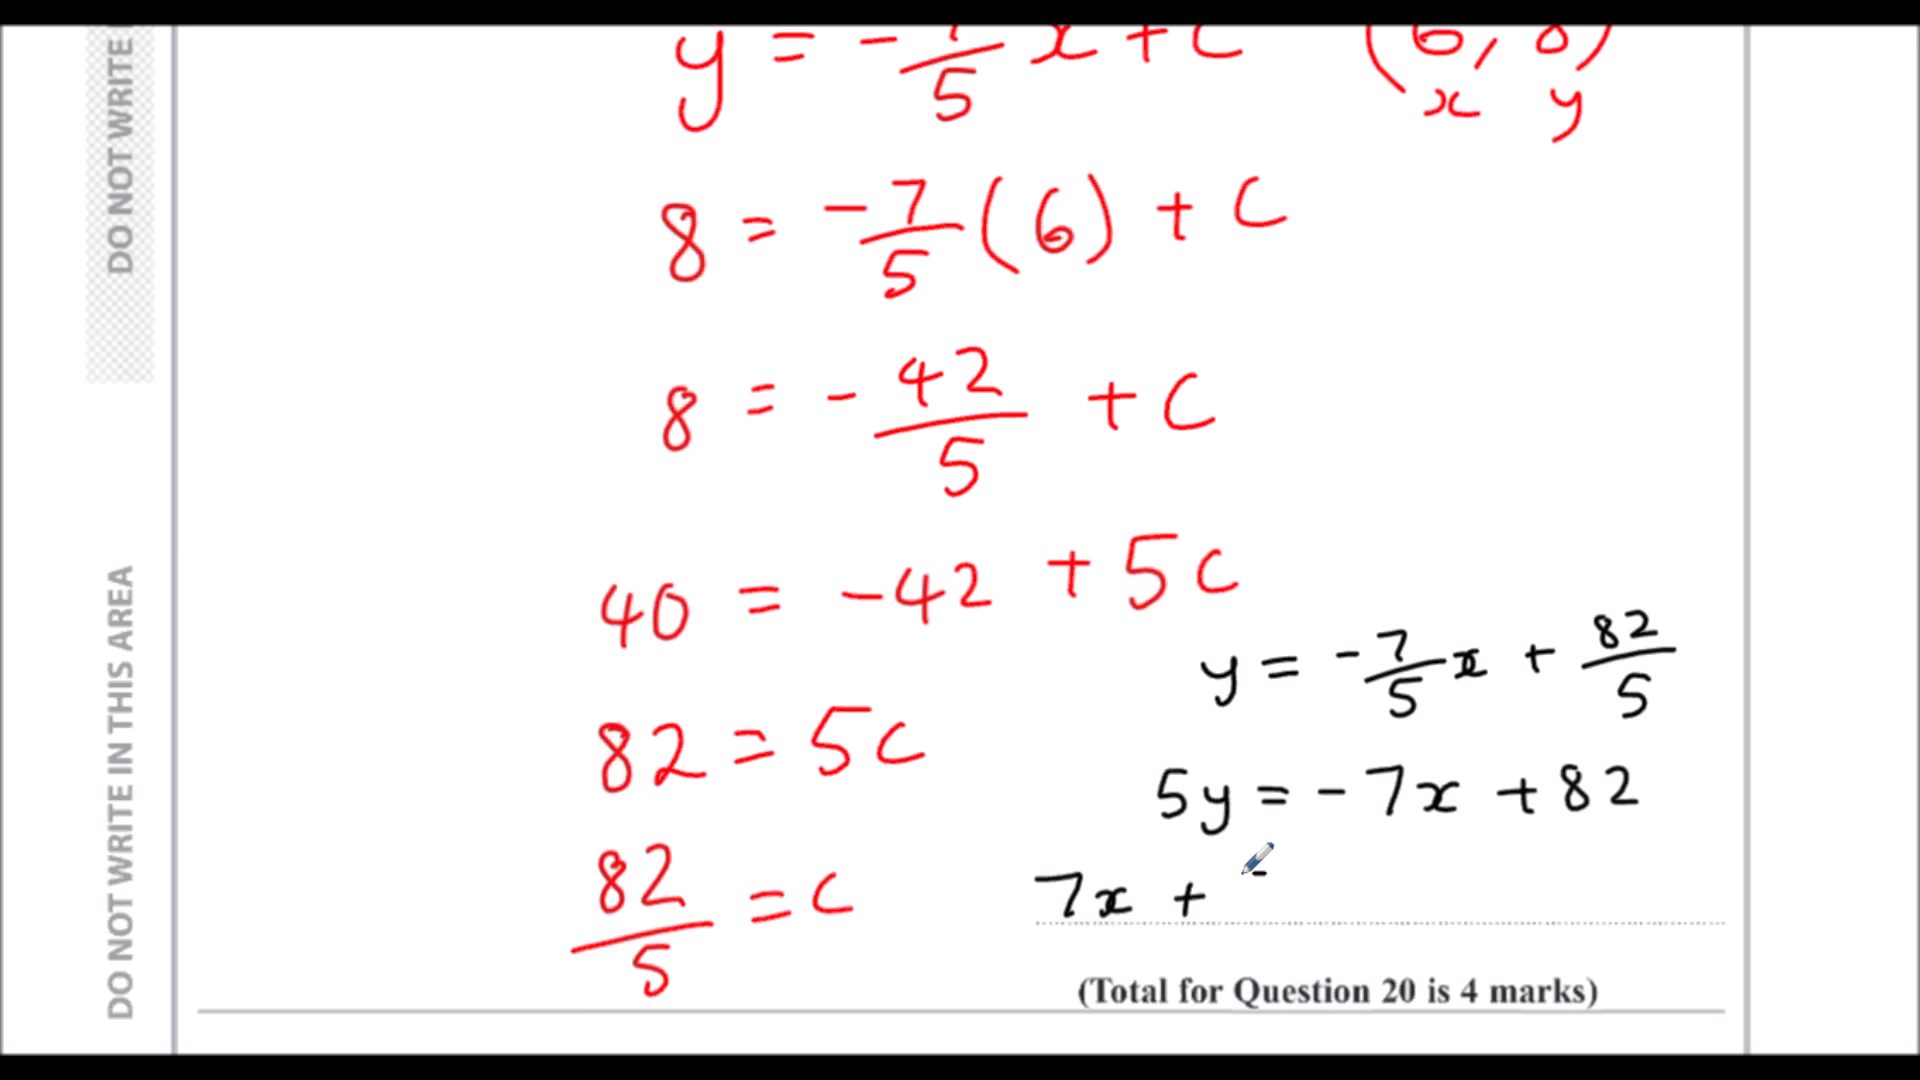 DO NOT WRITE
DO NOT WRITE IN THIS AREA
y = -7/5 x + c (6, 8)
x y
8 = -7/5 (6) + c
8 = -42/5 + c
40 = -42 + 5c
82 = 5c
82/5 = c
y = -7/5 x + 82/5
5y = -7x + 82
7x +
(Total for Question 20 is 4 marks)